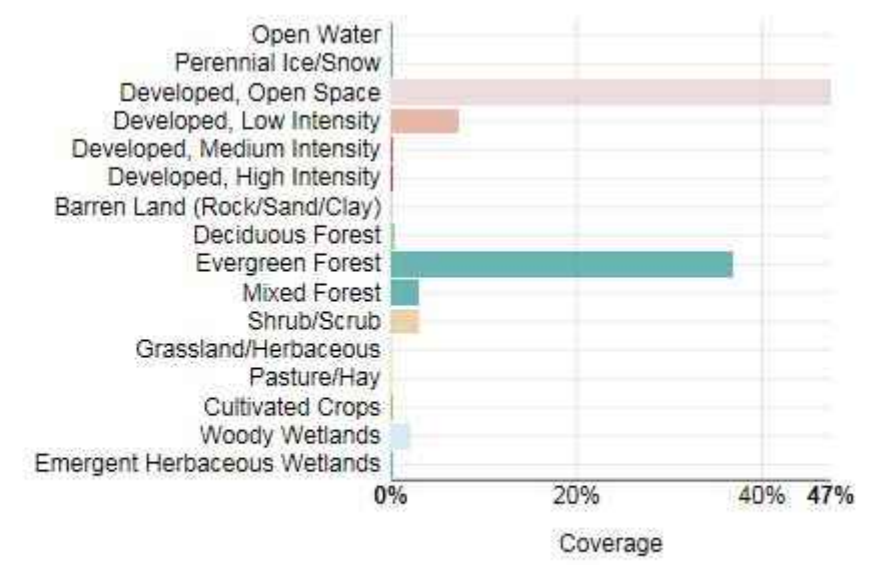 Open Water
Perennial Ice/Snow
Developed, Open Space
Developed, Low Intensity
Developed, Medium Intensity
Developed, High Intensity
Barren Land (Rock/Sand/Clay)
Deciduous Forest
Evergreen Forest
Mixed Forest
Shrub/Scrub
Grassland/Herbaceous
Pasture/Hay
Cultivated Crops
Woody Wetlands
Emergent Herbaceous Wetlands
0% 20% 40% 47%
Coverage